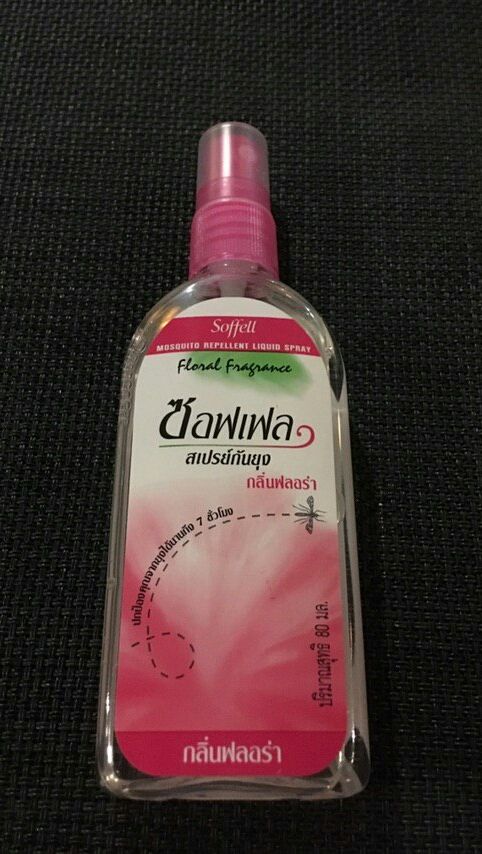 Soffell
MOSQUITO REPELLENT LIQUID SPRAY
Floral Fragrance
ซอฟเฟล
สเปรย์กันยุง
กลิ่นฟลอร่า
ปกป้องคุณจากยุงได้นานถึง 7 ชั่วโมง
ปริมาณสุทธิ 80 มล.
กลิ่นฟลอร่า